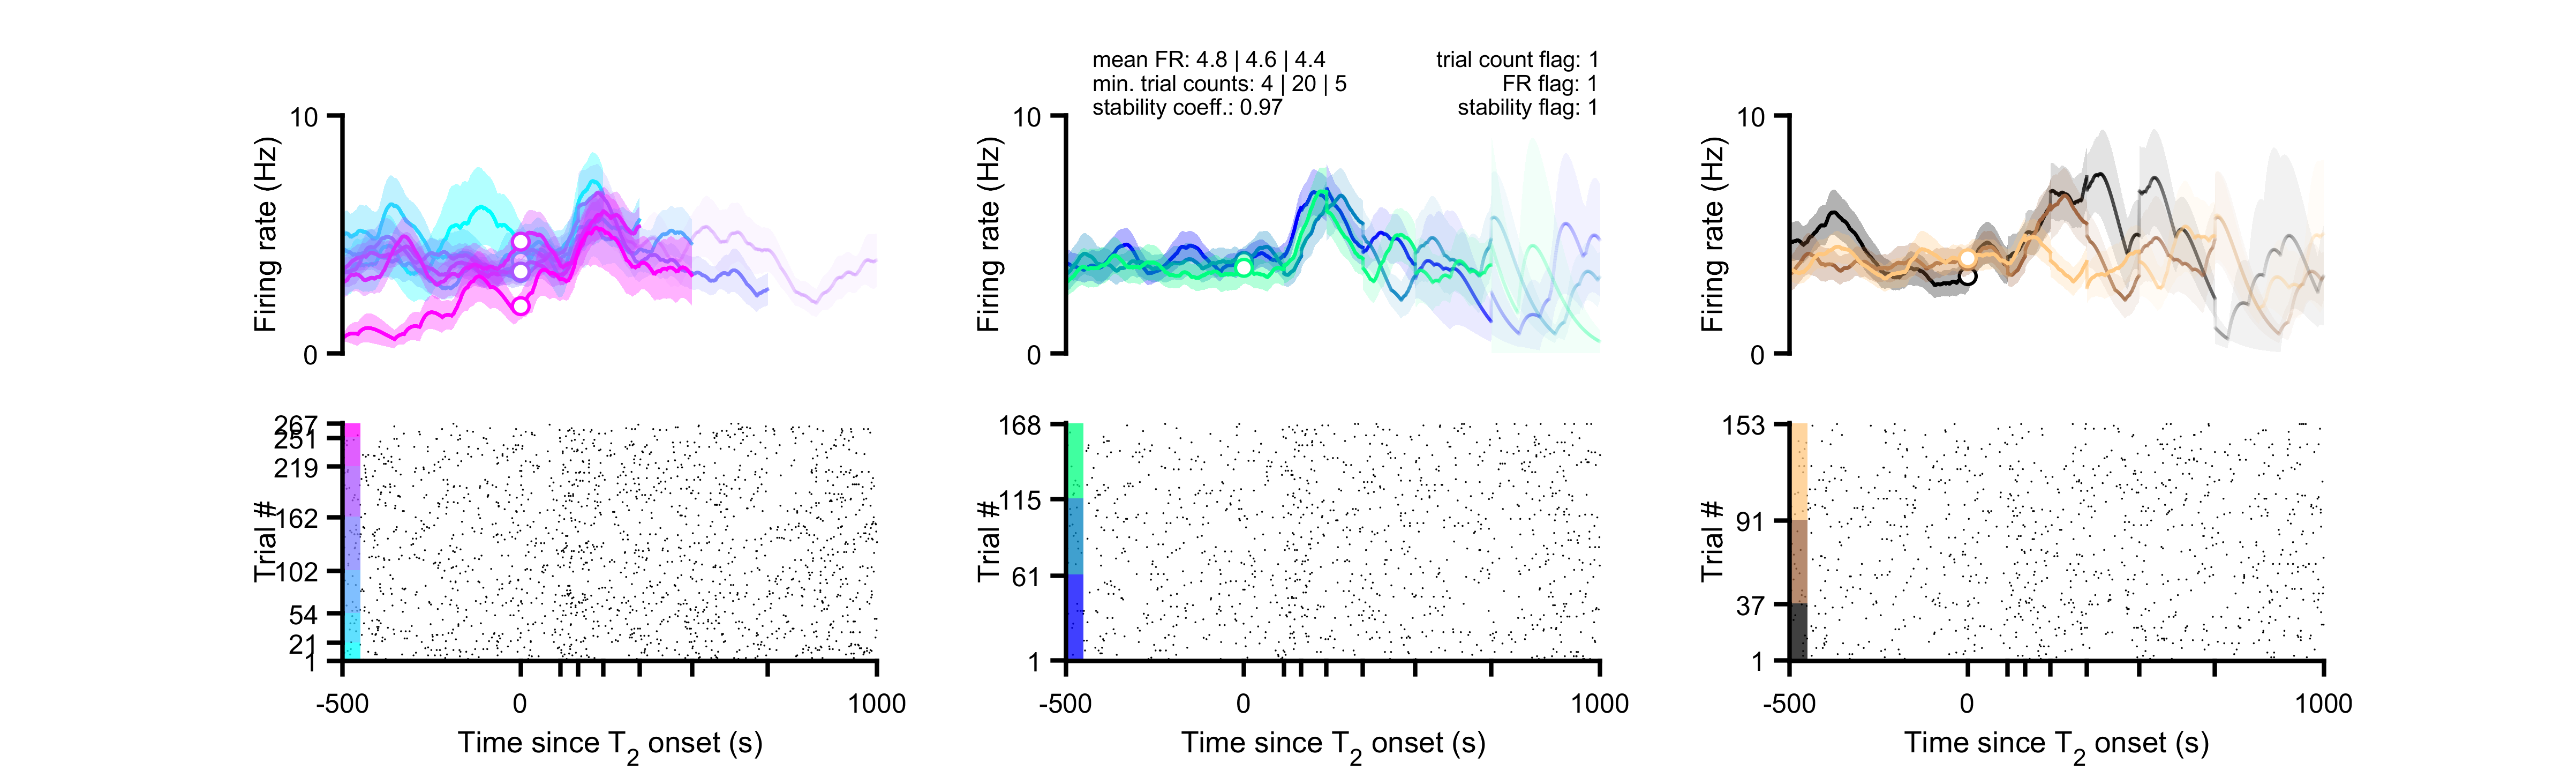 mean FR: 4.8 | 4.6 | 4.4
min. trial counts: 4 | 20 | 5
stability coeff.: 0.97
trial count flag: 1
FR flag: 1
stability flag: 1
Firing rate (Hz)
10
0
Firing rate (Hz)
10
0
Firing rate (Hz)
10
0
Trial #
267
251
219
162
102
54
21
1
-500
0
1000
Time since T2 onset (s)
Trial #
168
115
61
1
-500
0
1000
Time since T2 onset (s)
Trial #
153
91
37
1
-500
0
1000
Time since T2 onset (s)